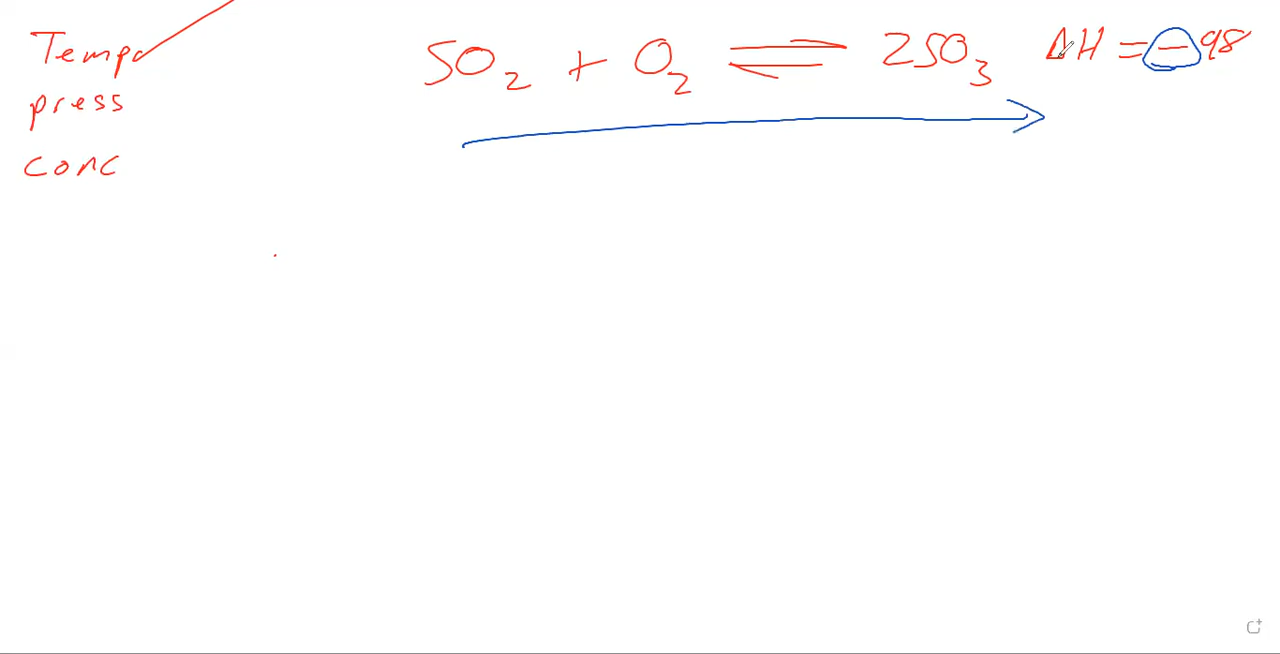 Temp
press
conc
SO₂ + O₂ ⇌ 2SO₃ ΔH = -98